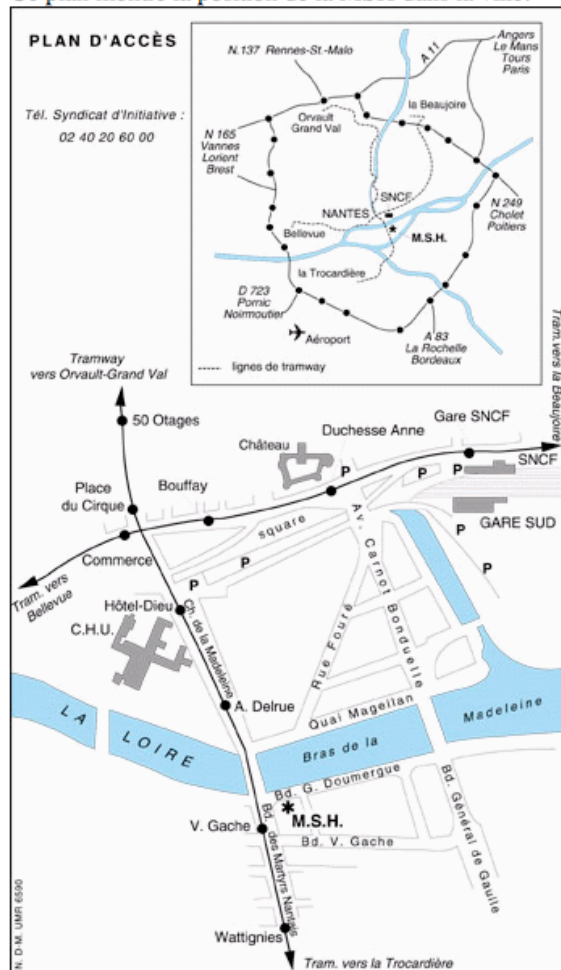 PLAN D'ACCÈS
Tél. Syndicat d'Initiative :
02 40 20 60 00
N.137 Rennes-St.-Malo
A 11
Angers
Le Mans
Tours
Paris
la Beaujoire
Orvault
Grand Val
N 165
Vannes
Lorient
Brest
SNCF
NANTES
M.S.H.
Bellevue
N 249
Cholet
Poitiers
la Trocardière
D 723
Pornic
Noirmoutier
Aéroport
A 83
La Rochelle
Bordeaux
lignes de tramway
Tram. vers la
Beaujoire
Tramway
vers Orvault-Grand Val
50 Otages
Château
Duchesse Anne
Gare SNCF
P
P
P
SNCF
Place
du Cirque
Bouffay
square
GARE SUD
P
P
Commerce
P
P
Tram. vers
Bellevue
Av. Carnot
Bonduelle
Hôtel-Dieu
C.H.U.
Ch. de la Madeleine
Rue Fouré
A. Delrue
Quai Magellan
LA LOIRE
Bras de la
Madeleine
Bd. G. Doumergue
M.S.H.
V. Gache
Bd. V. Gache
Bd. des Martyrs Nantais
Bd. Général de Gaulle
Wattignies
Tram. vers la Trocardière
N. D-M. UMR 6590